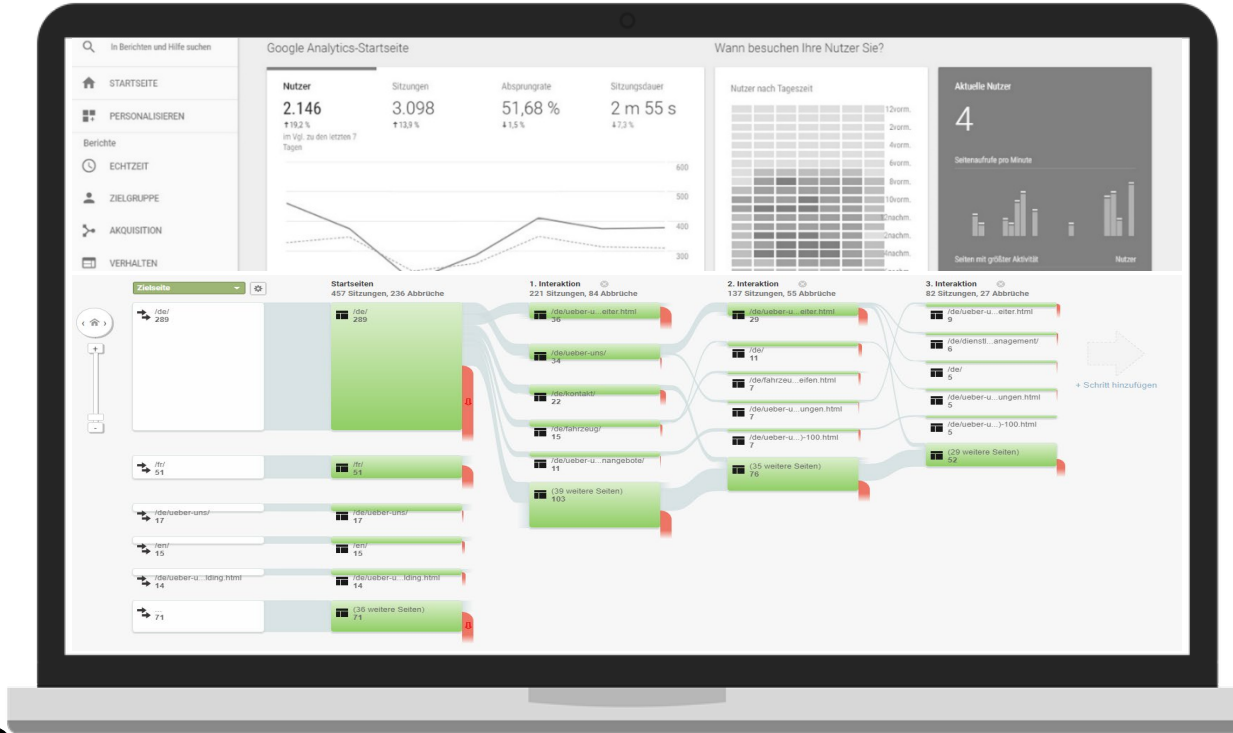 In Berichten und Hilfe suchen
STARTSEITE
PERSONALISIEREN
Berichte
ECHTZEIT
ZIELGRUPPE
AKQUISITION
VERHALTEN
Google Analytics-Startseite
Nutzer
2.146
↑19,2 %
im Vgl. zu den letzten 7
Tagen
Sitzungen
3.098
↑13,9 %
Absprungrate
51,68 %
↓1,5 %
Sitzungsdauer
2 m 55 s
↓7,3 %
600
500
400
300
Wann besuchen Ihre Nutzer Sie?
Nutzer nach Tageszeit
12vorm.
2vorm.
4vorm.
6vorm.
8vorm.
10vorm.
12nachm.
2nachm.
4nachm.
Aktuelle Nutzer
4
Seitenaufrufe pro Minute
Seiten mit größter Aktivität Nutzer
Zielseite
/de/
289
/fr/
51
/de/ueber-uns/
17
/en/
15
/de/ueber-u...lding.html
14
...
71
Startseiten
457 Sitzungen, 236 Abbrüche
/de/
289
/fr/
51
/de/ueber-uns/
17
/en/
15
/de/ueber-u...lding.html
14
(36 weitere Seiten)
71
1. Interaktion
221 Sitzungen, 84 Abbrüche
/de/ueber-u...eiter.html
36
/de/ueber-uns/
34
/de/kontakt/
22
/de/fahrzeug/
15
/de/ueber-u...nangebote/
11
(39 weitere Seiten)
103
2. Interaktion
137 Sitzungen, 55 Abbrüche
/de/ueber-u...eiter.html
29
/de/
11
/de/fahrzeu...eifen.html
7
/de/ueber-u...ungen.html
7
/de/ueber-u...)-100.html
7
(35 weitere Seiten)
76
3. Interaktion
82 Sitzungen, 27 Abbrüche
/de/ueber-u...eiter.html
9
/de/dienstl...anagement/
6
/de/
5
/de/ueber-u...ungen.html
5
/de/ueber-u...)-100.html
5
(29 weitere Seiten)
52
+ Schritt hinzufügen